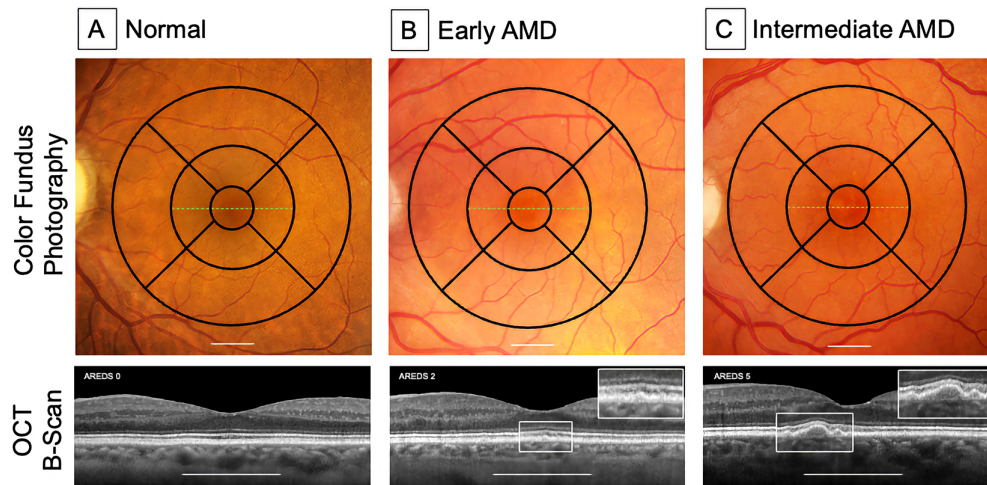 A Normal
B Early AMD
C Intermediate AMD
Color Fundus
Photography
AREDS 0
AREDS 2
AREDS 5
OCT
B-Scan